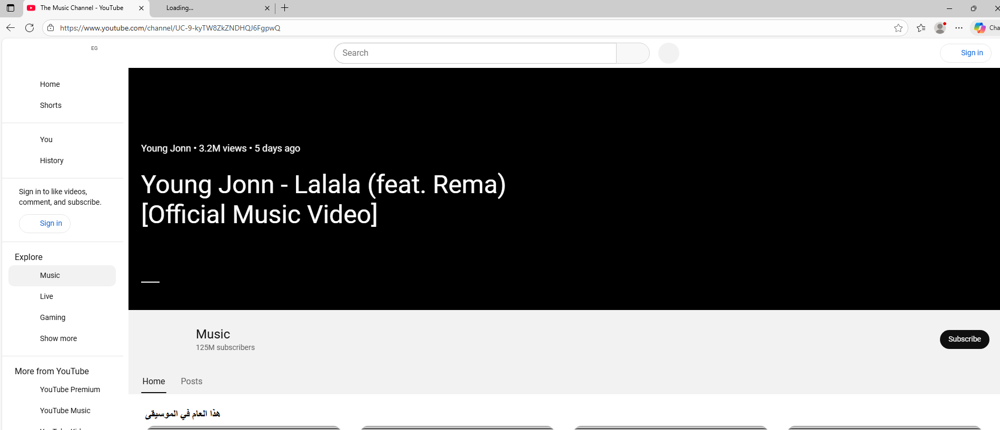 The Music Channel - YouTube
Loading...
https://www.youtube.com/channel/UC-9-kyTW8ZkZNDHQJ6FgpwQ
Cha
EG
Search
Sign in
Home
Shorts
You
History
Sign in to like videos,
comment, and subscribe.
Sign in
Explore
Music
Live
Gaming
Show more
More from YouTube
YouTube Premium
YouTube Music
Young Jonn • 3.2M views • 5 days ago
Young Jonn - Lalala (feat. Rema)
[Official Music Video]
Music
125M subscribers
Subscribe
Home
Posts
هذا العام في الموسيقى